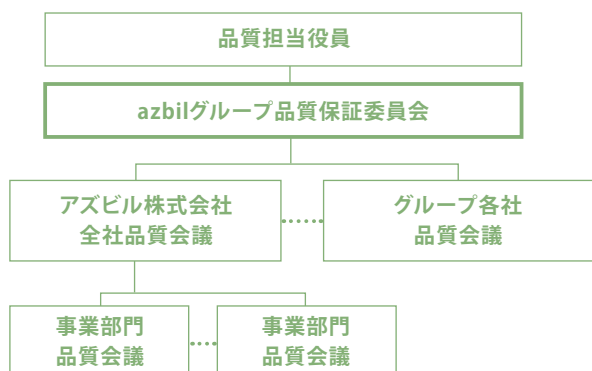 品質担当役員
azbilグループ品質保証委員会
アズビル株式会社
全社品質会議
グループ各社
品質会議
事業部門
品質会議
事業部門
品質会議